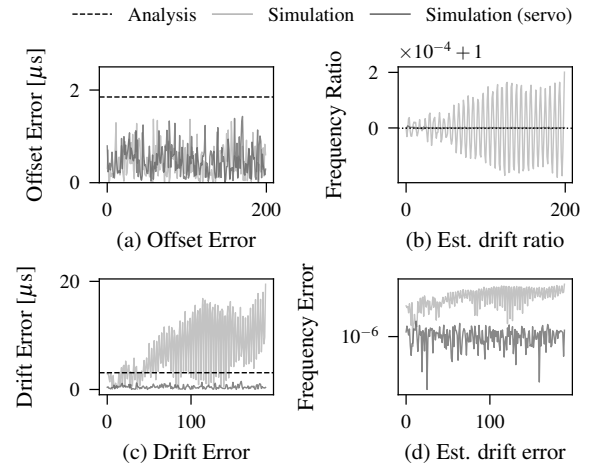 Analysis Simulation Simulation (servo)
Offset Error [μs]
2
0
0 200
(a) Offset Error
×10⁻⁴ + 1
Frequency Ratio
2
0
0 200
(b) Est. drift ratio
Drift Error [μs]
20
0
100
(c) Drift Error
Frequency Error
10⁻⁶
100
(d) Est. drift error